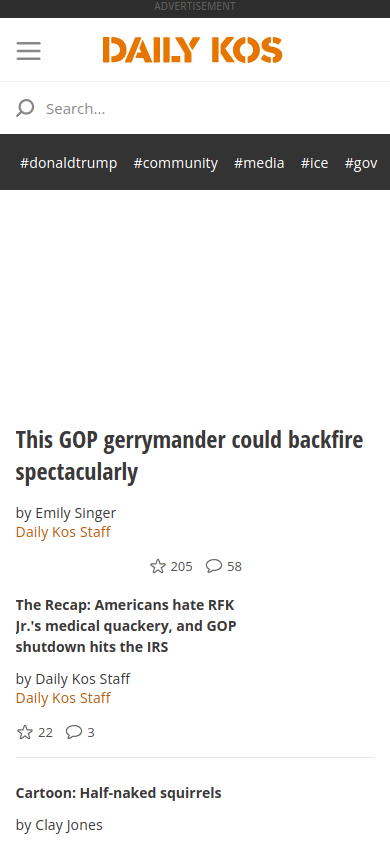 ADVERTISEMENT
DAILY KOS
Search...
#donaldtrump #community #media #ice #gov
This GOP gerrymander could backfire
spectacularly
by Emily Singer
Daily Kos Staff
205 58
The Recap: Americans hate RFK
Jr.'s medical quackery, and GOP
shutdown hits the IRS
by Daily Kos Staff
Daily Kos Staff
22 3
Cartoon: Half-naked squirrels
by Clay Jones